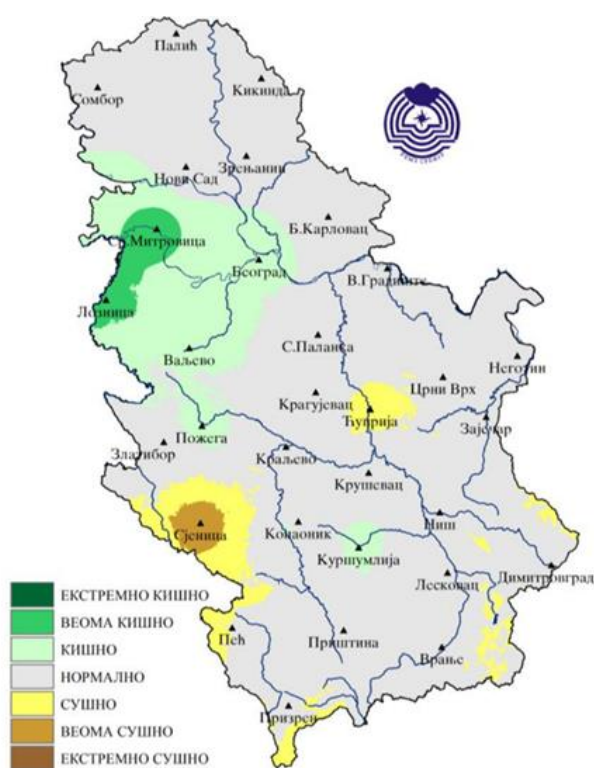 Палић
Кикинда
Сомбор
Зрењанин
Нови Сад
Б.Карловац
Ср.Митровица
Београд
В.Градиште
Лозница
С.Паланка
Ваљево
Неготин
Црни Врх
Крагујевац
Ћуприја
Зајечар
Пожега
Златибор
Краљево
Крушевац
Ниш
Сјеница
Копаоник
Куршумлија
Димитровград
Лесковац
Пећ
Приштина
Врање
Призрен
ЕКСТРЕМНО КИШНО
ВЕОМА КИШНО
КИШНО
НОРМАЛНО
СУШНО
ВЕОМА СУШНО
ЕКСТРЕМНО СУШНО